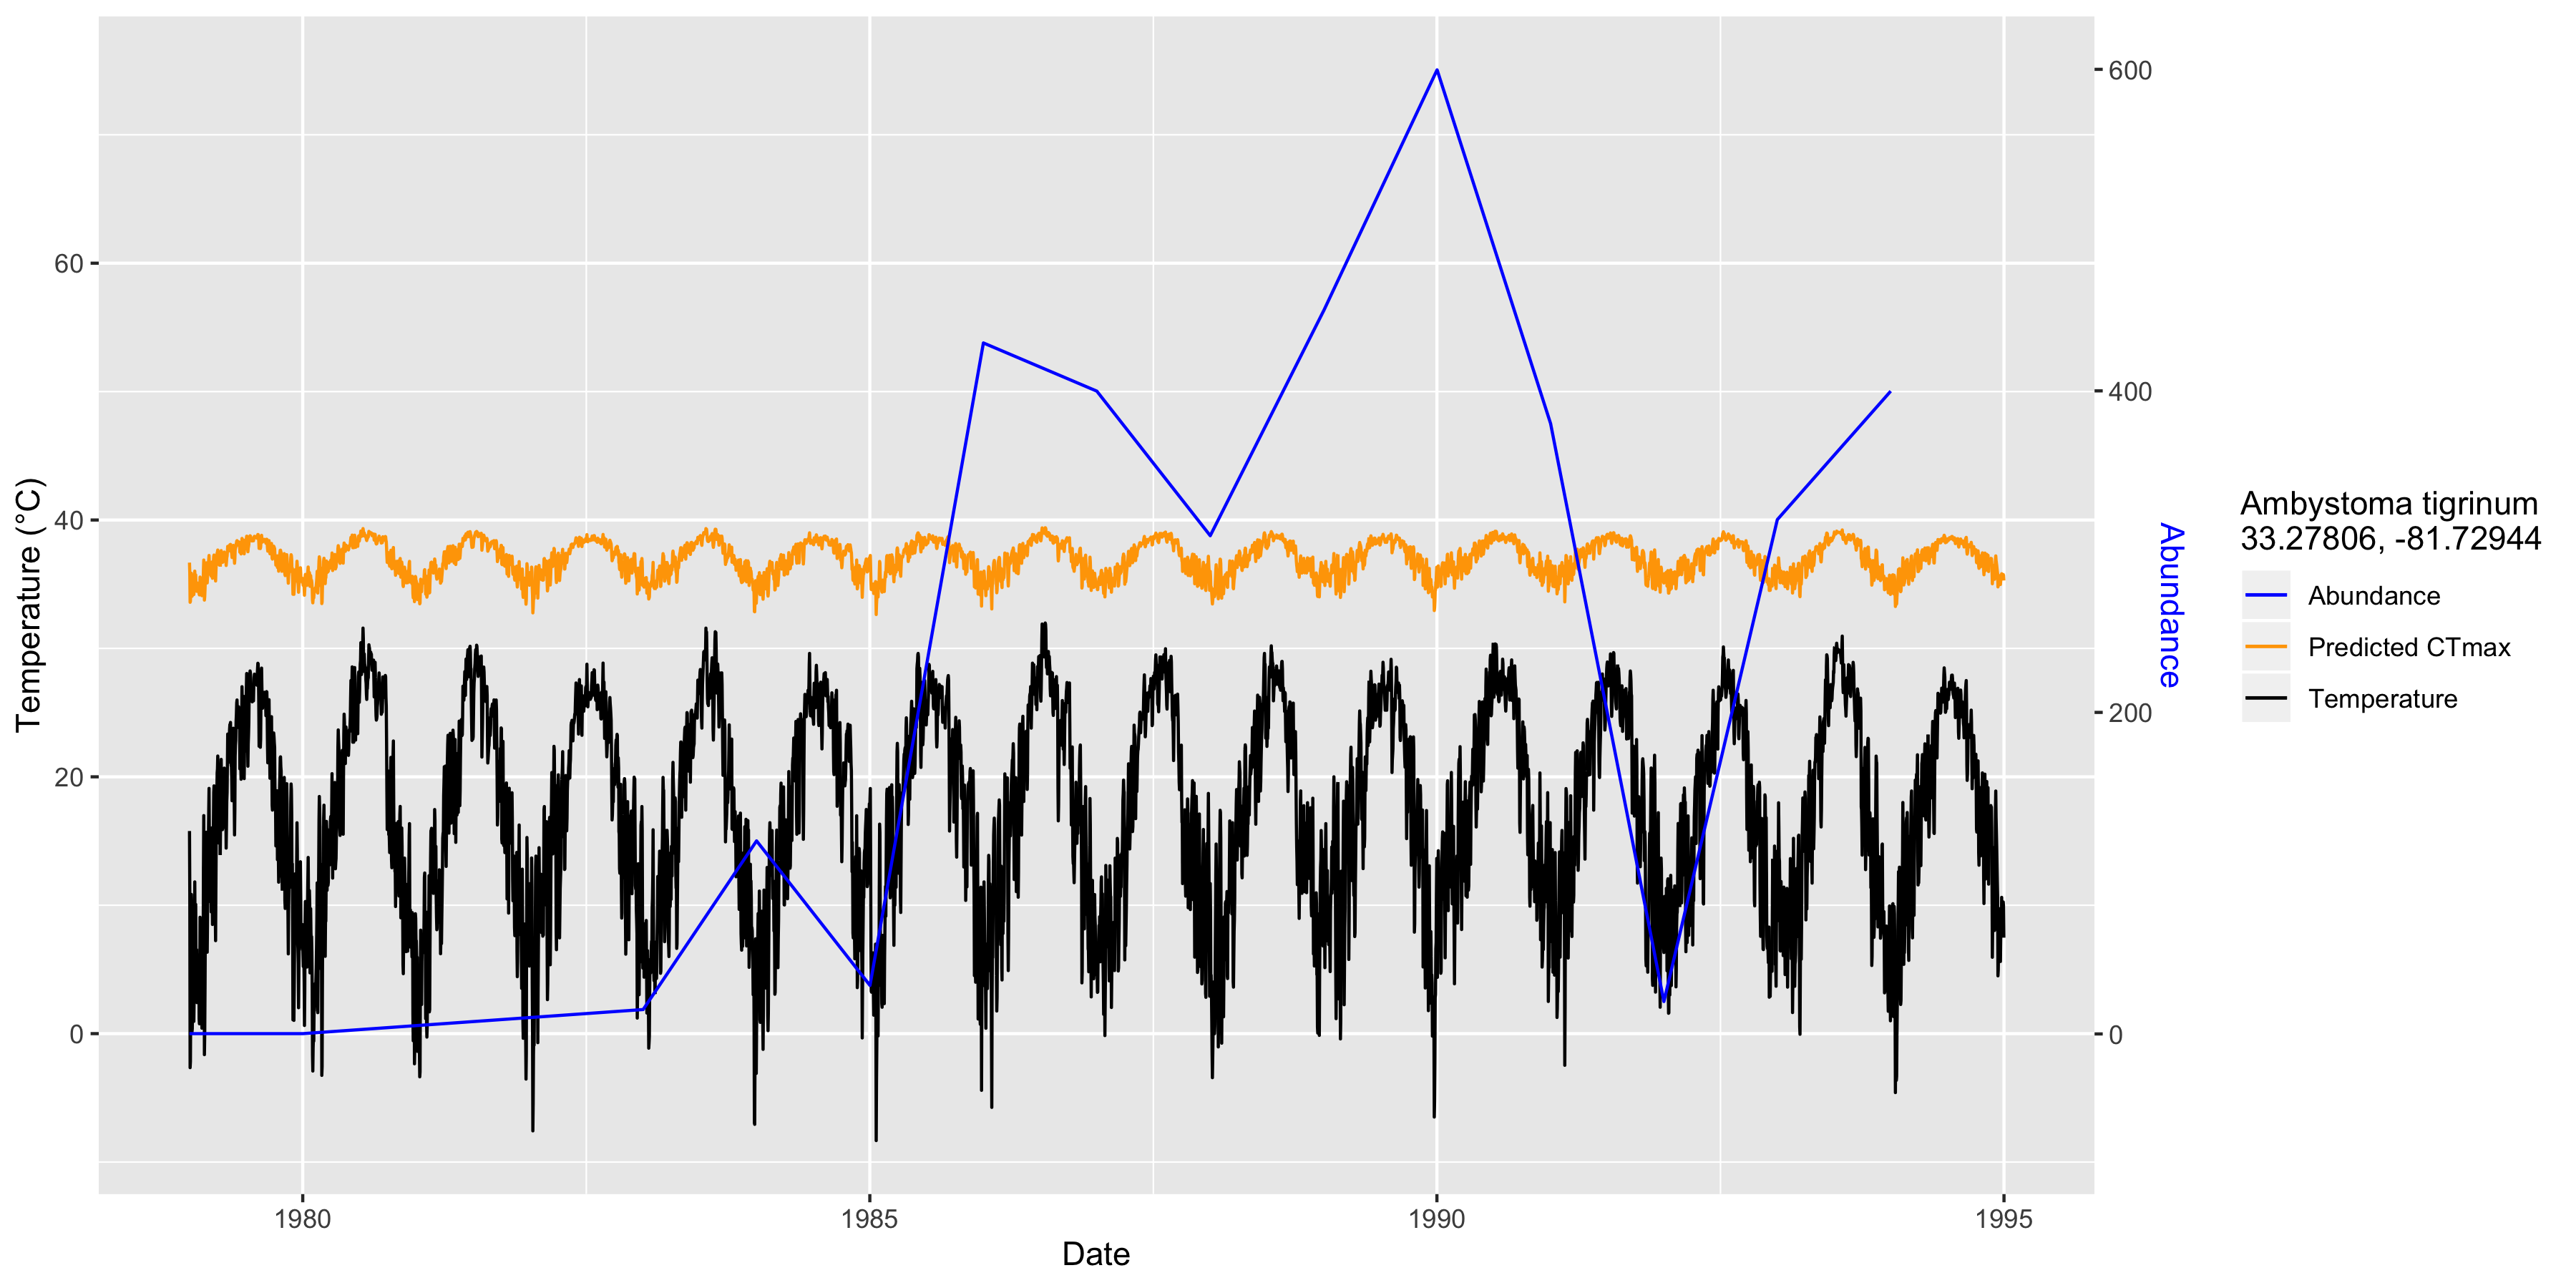 Temperature (°C)
60
40
20
0
600
400
200
0
Abundance
1980
1985
1990
1995
Date
Ambystoma tigrinum
33.27806, -81.72944
Abundance
Predicted CTmax
Temperature